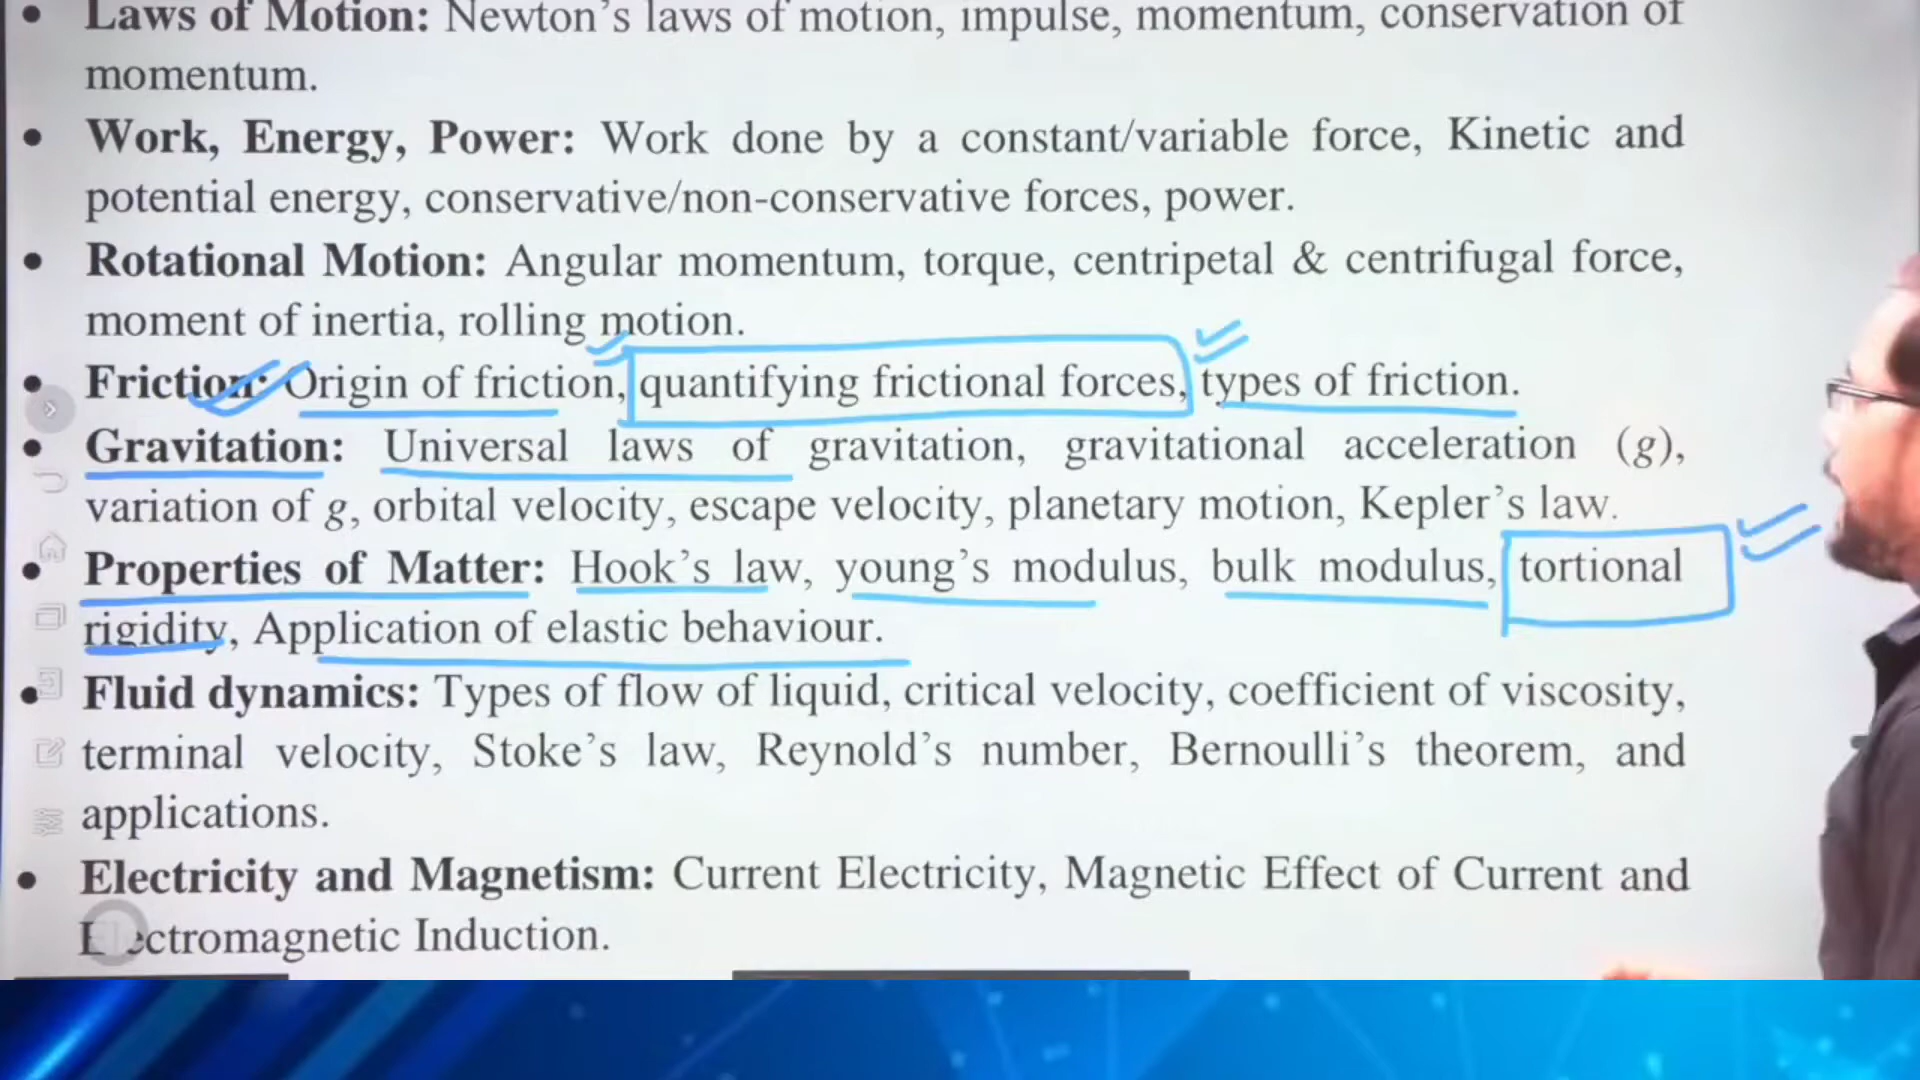 • Laws of Motion: Newton's laws of motion, impulse, momentum, conservation of
momentum.
• Work, Energy, Power: Work done by a constant/variable force, Kinetic and
potential energy, conservative/non-conservative forces, power.
• Rotational Motion: Angular momentum, torque, centripetal & centrifugal force,
moment of inertia, rolling motion.
• Friction: Origin of friction, quantifying frictional forces, types of friction.
• Gravitation: Universal laws of gravitation, gravitational acceleration (g),
variation of g, orbital velocity, escape velocity, planetary motion, Kepler's law.
• Properties of Matter: Hook's law, young's modulus, bulk modulus, tortional
rigidity, Application of elastic behaviour.
• Fluid dynamics: Types of flow of liquid, critical velocity, coefficient of viscosity,
terminal velocity, Stoke's law, Reynold's number, Bernoulli's theorem, and
applications.
• Electricity and Magnetism: Current Electricity, Magnetic Effect of Current and
Electromagnetic Induction.